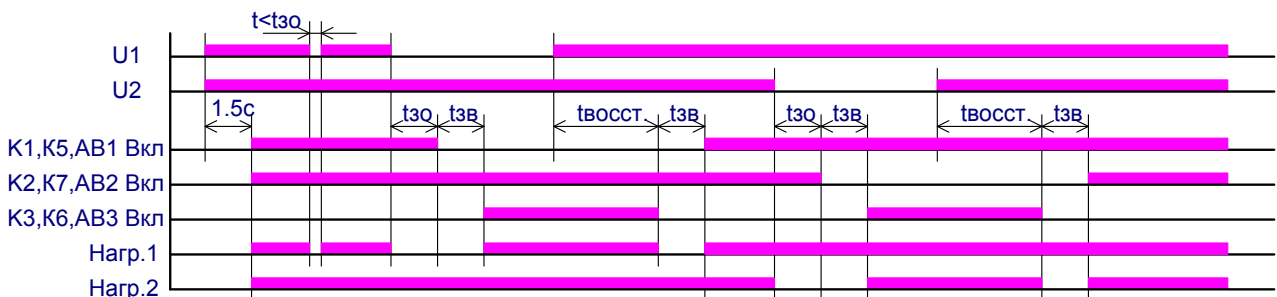 t<tзо
U1
U2
1.5с
tзо tзв tвосст. tзв tзо tзв tвосст. tзв
К1,К5,АВ1 Вкл
К2,К7,АВ2 Вкл
К3,К6,АВ3 Вкл
Нагр.1
Нагр.2